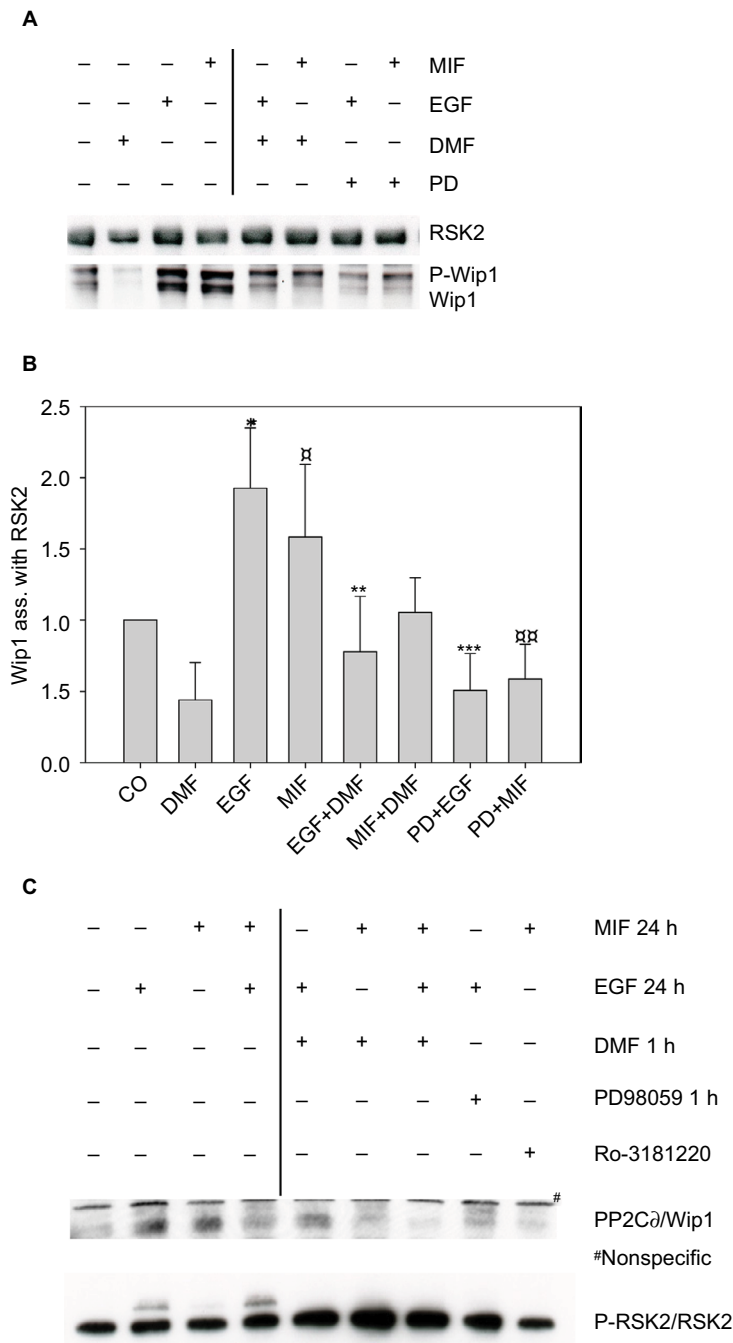 A
– – – + – + – + MIF
– – + – + – + – EGF
– + – – + + – – DMF
– – – – – – + + PD
RSK2
P-Wip1
Wip1
B
Wip1 ass. with RSK2
2.5
2.0
1.5
1.0
1.5
0.0
*
¤
**
***
¤¤
CO
DMF
EGF
MIF
EGF+DMF
MIF+DMF
PD+EGF
PD+MIF
C
– – + + – + + – + MIF 24 h
– + – + + – + + – EGF 24 h
– – – – + + + – – DMF 1 h
– – – – – – – + – PD98059 1 h
– – – – – – – – + Ro-3181220
#
PP2C∂/Wip1
#Nonspecific
P-RSK2/RSK2